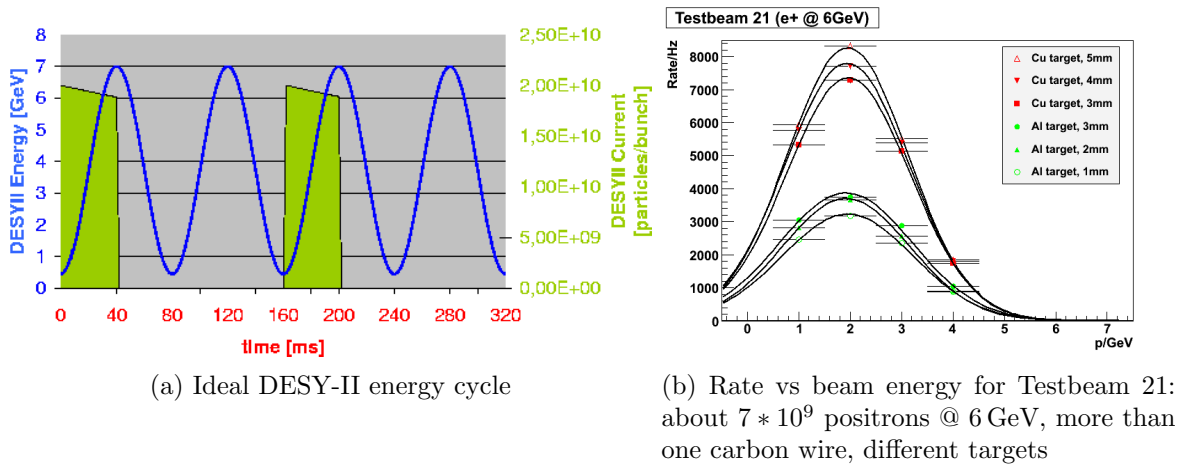 8
7
6
5
4
3
2
1
0
DESYII Energy [GeV]
2,50E+10
2,00E+10
1,50E+10
1,00E+10
5,00E+09
0,00E+00
DESYII Current
[particles/bunch]
0 40 80 120 160 200 240 280 320
time [ms]
(a) Ideal DESY-II energy cycle
Testbeam 21 (e+ @ 6GeV)
Rate/Hz
8000
7000
6000
5000
4000
3000
2000
1000
0
Cu target, 5mm
Cu target, 4mm
Cu target, 3mm
Al target, 3mm
Al target, 2mm
Al target, 1mm
0 1 2 3 4 5 6 7
p/GeV
(b) Rate vs beam energy for Testbeam 21:
about 7 ∗ 10⁹ positrons @ 6 GeV, more than
one carbon wire, different targets